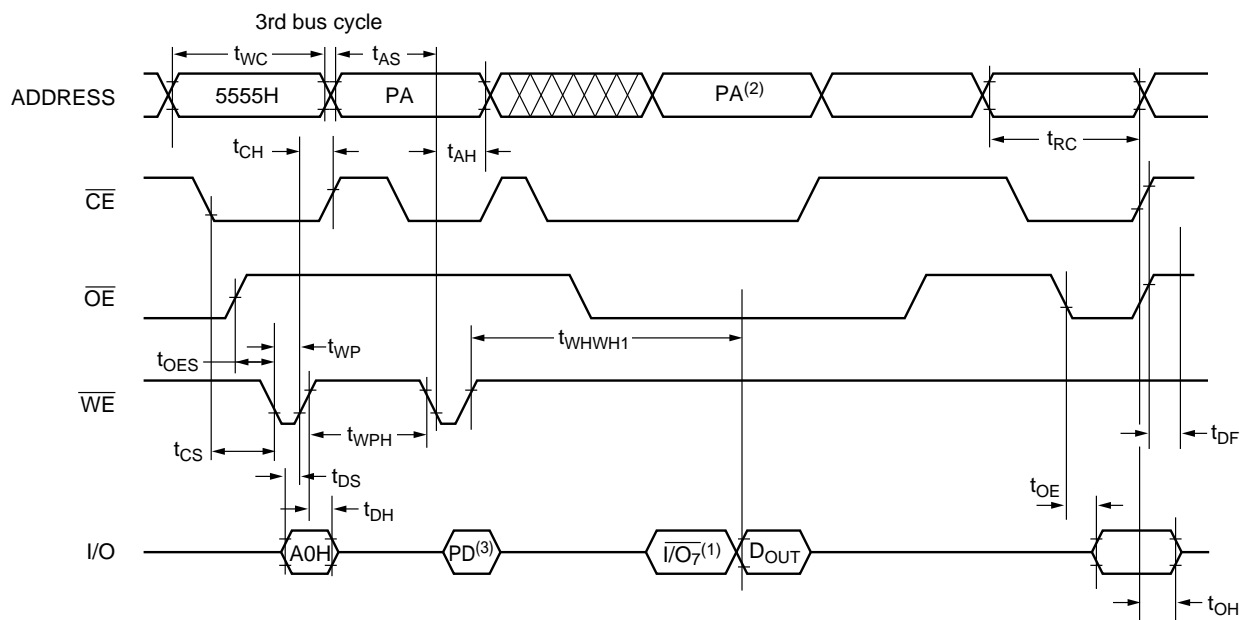 3rd bus cycle
tWC tAS
ADDRESS 5555H PA PA(2)
tCH tAH tRC
CE
OE
tWHWH1
tWP
tOES
WE
tWPH
tCS tDF
tDS
tOE
tDH
I/O A0H PD(3) I/O7(1) DOUT
tOH